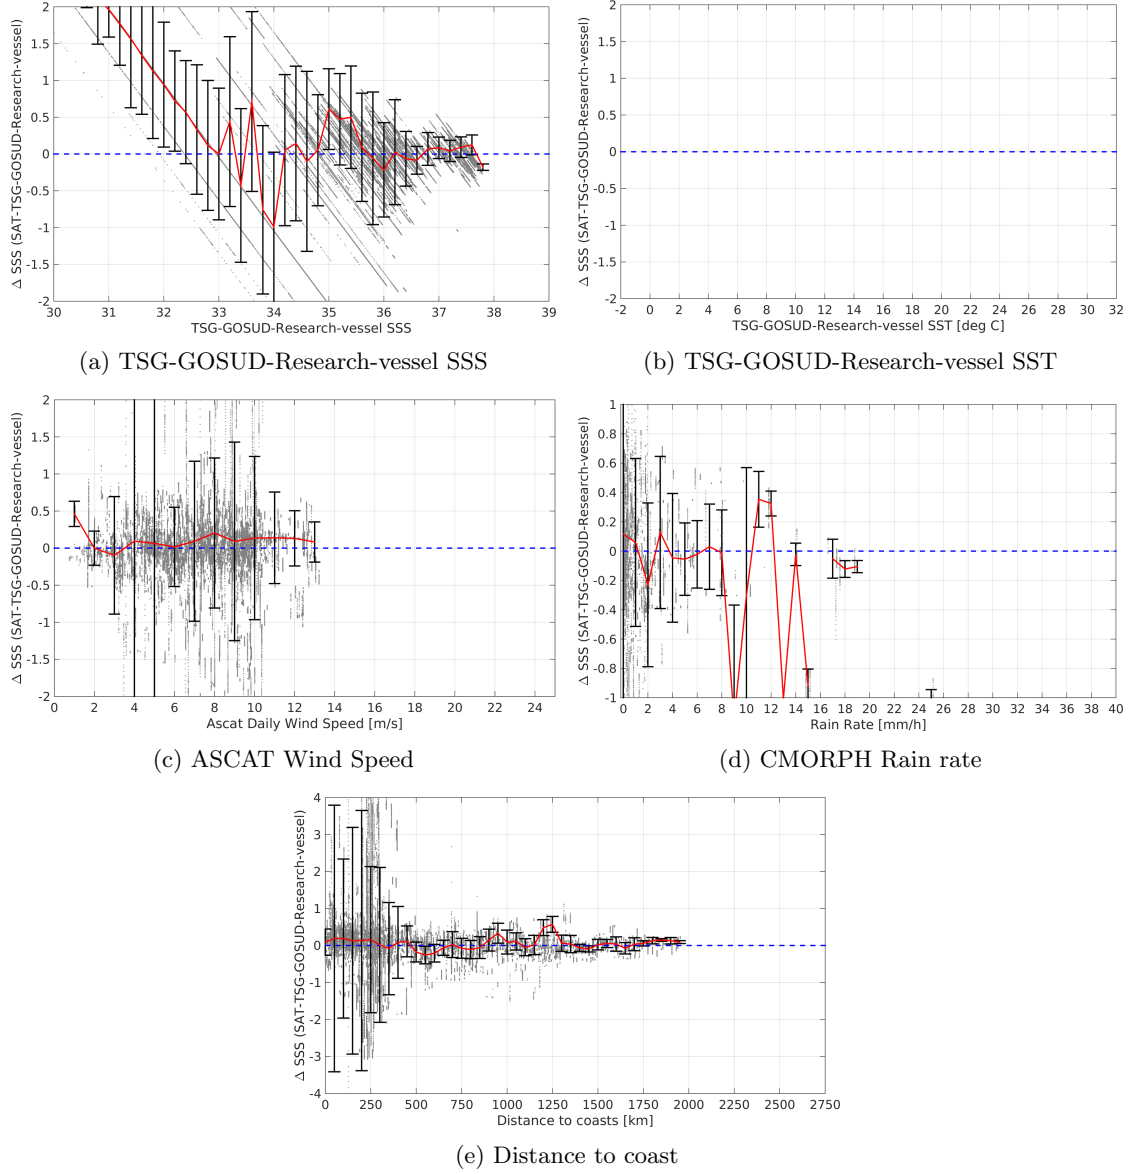 2
1.5
1
0.5
0
-0.5
-1
-1.5
-2
Δ SSS (SAT-TSG-GOSUD-Research-vessel)
30 31 32 33 34 35 36 37 38 39
TSG-GOSUD-Research-vessel SSS
(a) TSG-GOSUD-Research-vessel SSS
2
1.5
1
0.5
0
-0.5
-1
-1.5
-2
Δ SSS (SAT-TSG-GOSUD-Research-vessel)
-2 0 2 4 6 8 10 12 14 16 18 20 22 24 26 28 30 32
TSG-GOSUD-Research-vessel SST [deg C]
(b) TSG-GOSUD-Research-vessel SST
2
1.5
1
0.5
0
-0.5
-1
-1.5
-2
Δ SSS (SAT-TSG-GOSUD-Research-vessel)
0 2 4 6 8 10 12 14 16 18 20 22 24
Ascat Daily Wind Speed [m/s]
(c) ASCAT Wind Speed
1
0.8
0.6
0.4
0.2
0
-0.2
-0.4
-0.6
-0.8
-1
Δ SSS (SAT-TSG-GOSUD-Research-vessel)
0 2 4 6 8 10 12 14 16 18 20 22 24 26 28 30 32 34 36 38 40
Rain Rate [mm/h]
(d) CMORPH Rain rate
4
3
2
1
0
-1
-2
-3
-4
Δ SSS (SAT-TSG-GOSUD-Research-vessel)
0 250 500 750 1000 1250 1500 1750 2000 2250 2500 2750
Distance to coasts [km]
(e) Distance to coast